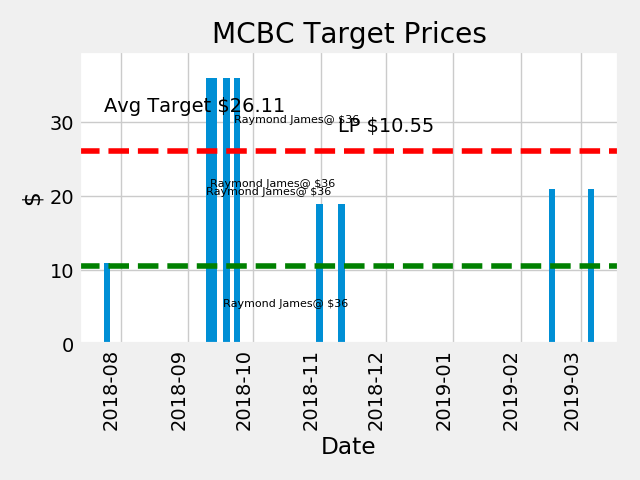 MCBC Target Prices
Avg Target $26.11
Raymond James@ $36
LP $10.55
Raymond James@ $36
Raymond James@ $36
Raymond James@ $36
$
30
20
10
0
2018-08
2018-09
2018-10
2018-11
2018-12
2019-01
2019-02
2019-03
Date